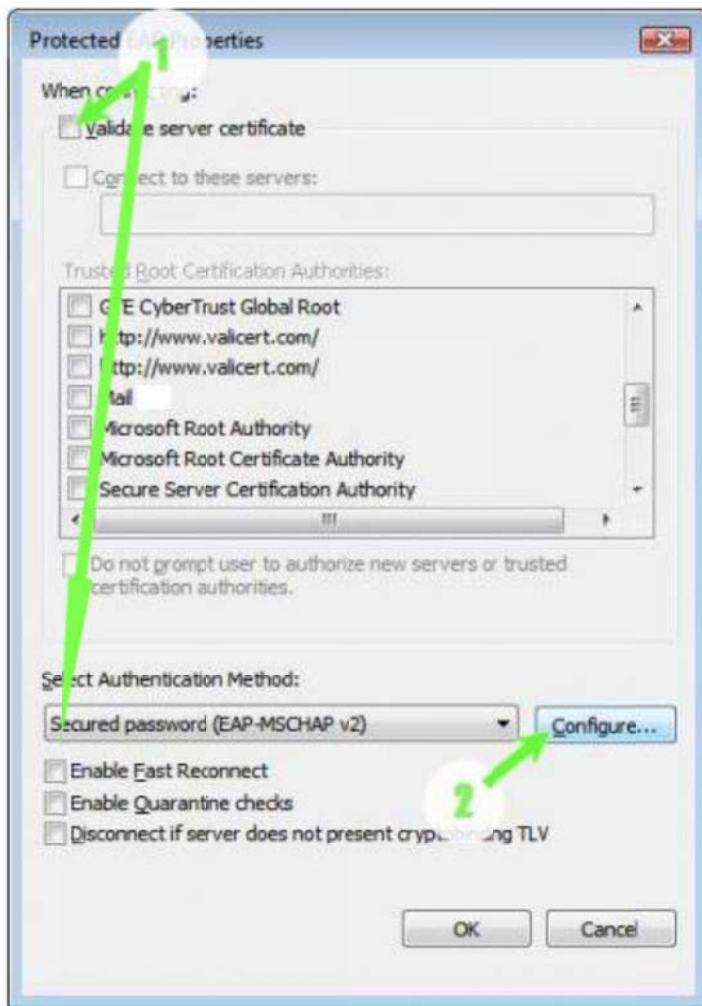 Protected EAP Properties
1
When connecting:
Validate server certificate
Connect to these servers:
Trusted Root Certification Authorities:
GTE CyberTrust Global Root
http://www.valicert.com/
http://www.valicert.com/
Mail
Microsoft Root Authority
Microsoft Root Certificate Authority
Secure Server Certification Authority
Do not prompt user to authorize new servers or trusted
certification authorities.
Select Authentication Method:
Secured password (EAP-MSCHAP v2) Configure...
Enable Fast Reconnect
Enable Quarantine checks
2
Disconnect if server does not present cryptobinding TLV
OK Cancel